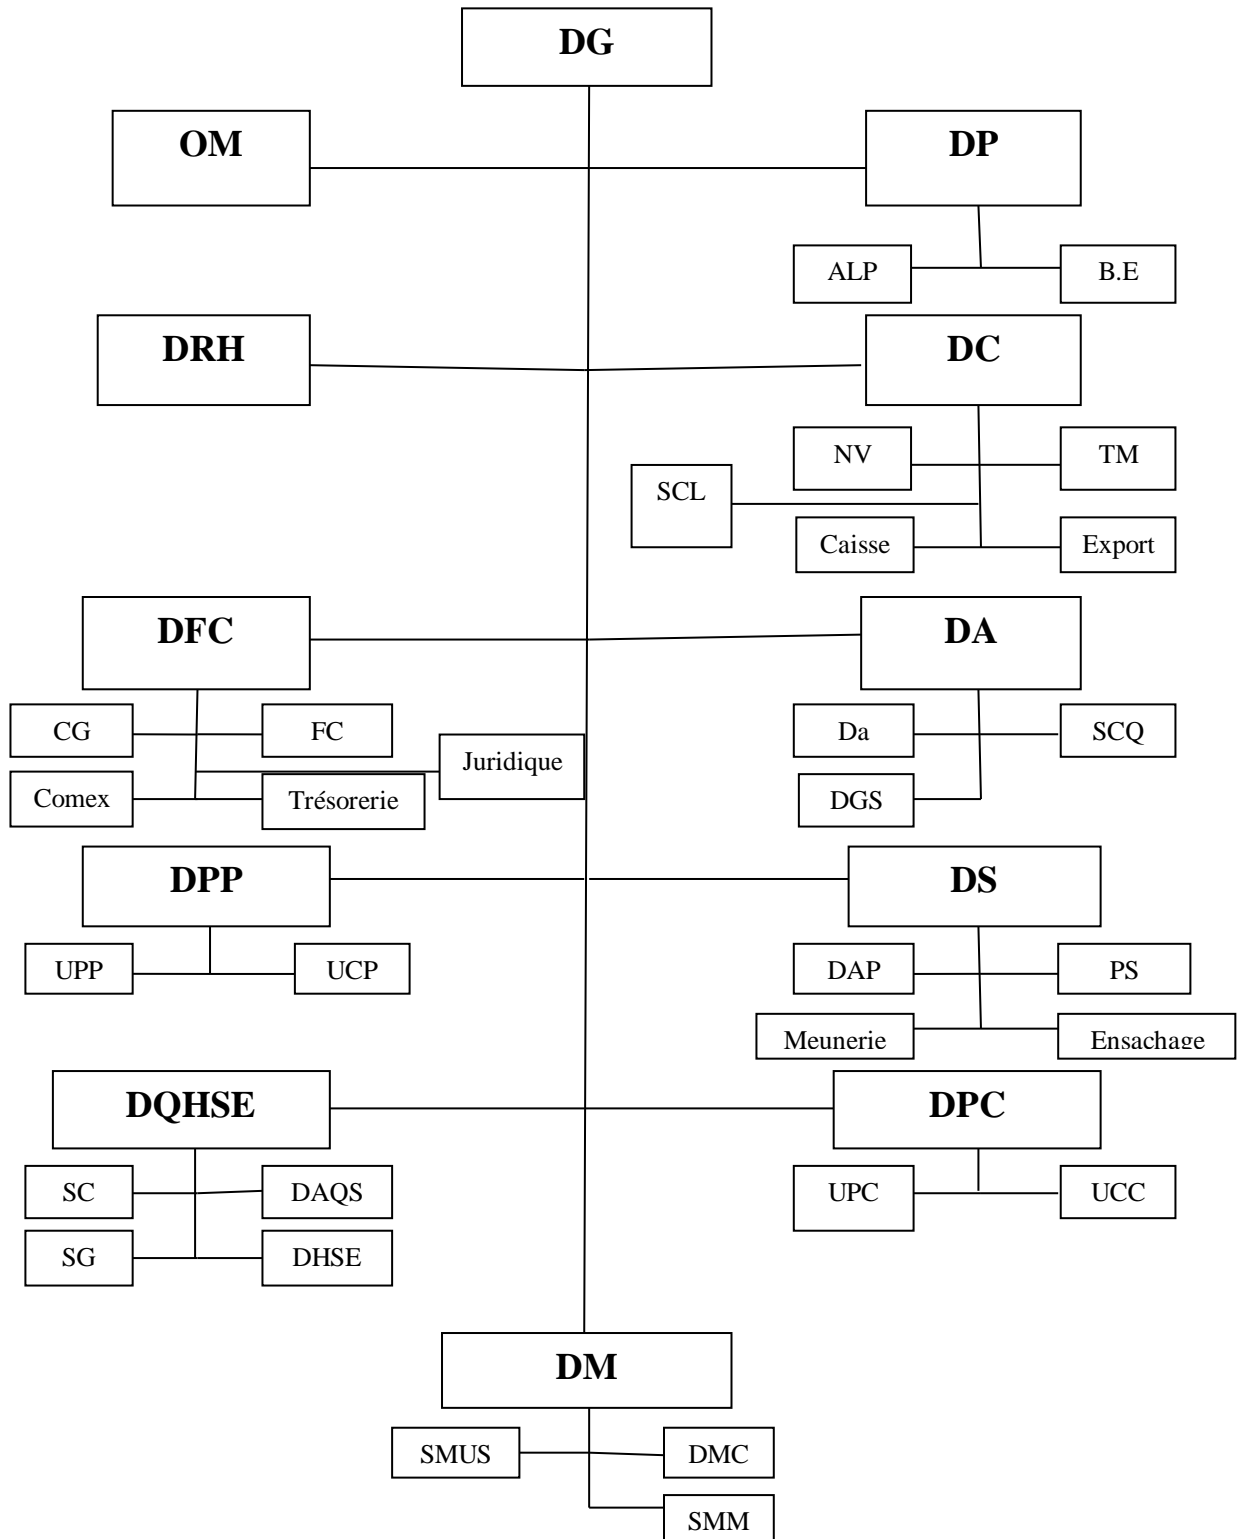 DG
OM
DP
ALP
B.E
DRH
DC
NV
TM
SCL
Caisse
Export
DFC
DA
CG
FC
Da
SCQ
Juridique
Comex
Trésorerie
DGS
DPP
DS
UPP
UCP
DAP
PS
Meunerie
Ensachage
DQHSE
DPC
SC
DAQS
UPC
UCC
SG
DHSE
DM
SMUS
DMC
SMM